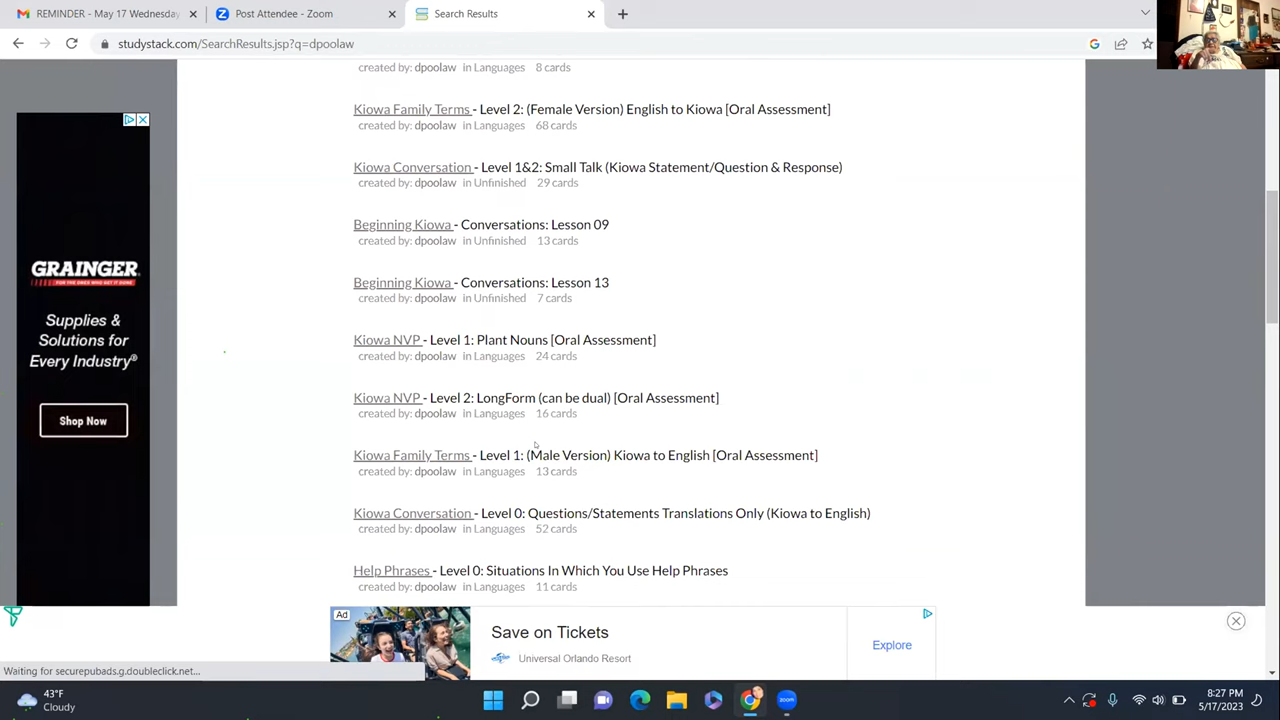 REMINDER - May 17 Wednesday
Post Attendee - Zoom
Search Results
studystack.com/SearchResults.jsp?q=dpoolaw
created by: dpoolaw in Languages 8 cards
Kiowa Family Terms - Level 2: (Female Version) English to Kiowa [Oral Assessment]
created by: dpoolaw in Languages 68 cards
Kiowa Conversation - Level 1&2: Small Talk (Kiowa Statement/Question & Response)
created by: dpoolaw in Unfinished 29 cards
Beginning Kiowa - Conversations: Lesson 09
created by: dpoolaw in Unfinished 13 cards
Beginning Kiowa - Conversations: Lesson 13
created by: dpoolaw in Unfinished 7 cards
Kiowa NVP - Level 1: Plant Nouns [Oral Assessment]
created by: dpoolaw in Languages 24 cards
Kiowa NVP - Level 2: LongForm (can be dual) [Oral Assessment]
created by: dpoolaw in Languages 16 cards
Kiowa Family Terms - Level 1: (Male Version) Kiowa to English [Oral Assessment]
created by: dpoolaw in Languages 13 cards
Kiowa Conversation - Level 0: Questions/Statements Translations Only (Kiowa to English)
created by: dpoolaw in Languages 52 cards
Help Phrases - Level 0: Situations In Which You Use Help Phrases
created by: dpoolaw in Languages 11 cards
GRAINGER
FOR THE ONES WHO GET IT DONE
Supplies &
Solutions for
Every Industry®
Shop Now
Ad
Save on Tickets
Universal Orlando Resort
Explore
Waiting for securepubads.g.doubleclick.net...
43°F
Cloudy
zoom
8:27 PM
5/17/2023